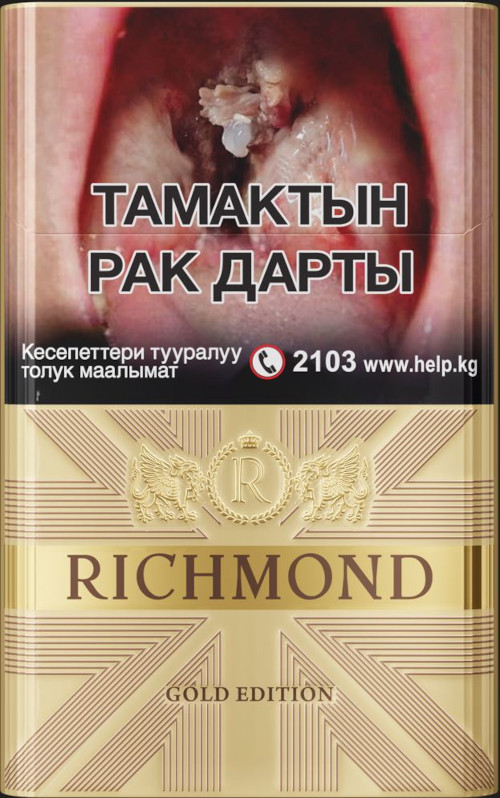 ТАМАКТЫН
РАК ДАРТЫ
Кесепеттери тууралуу
толук маалымат
2103 www.help.kg
R
RICHMOND
GOLD EDITION